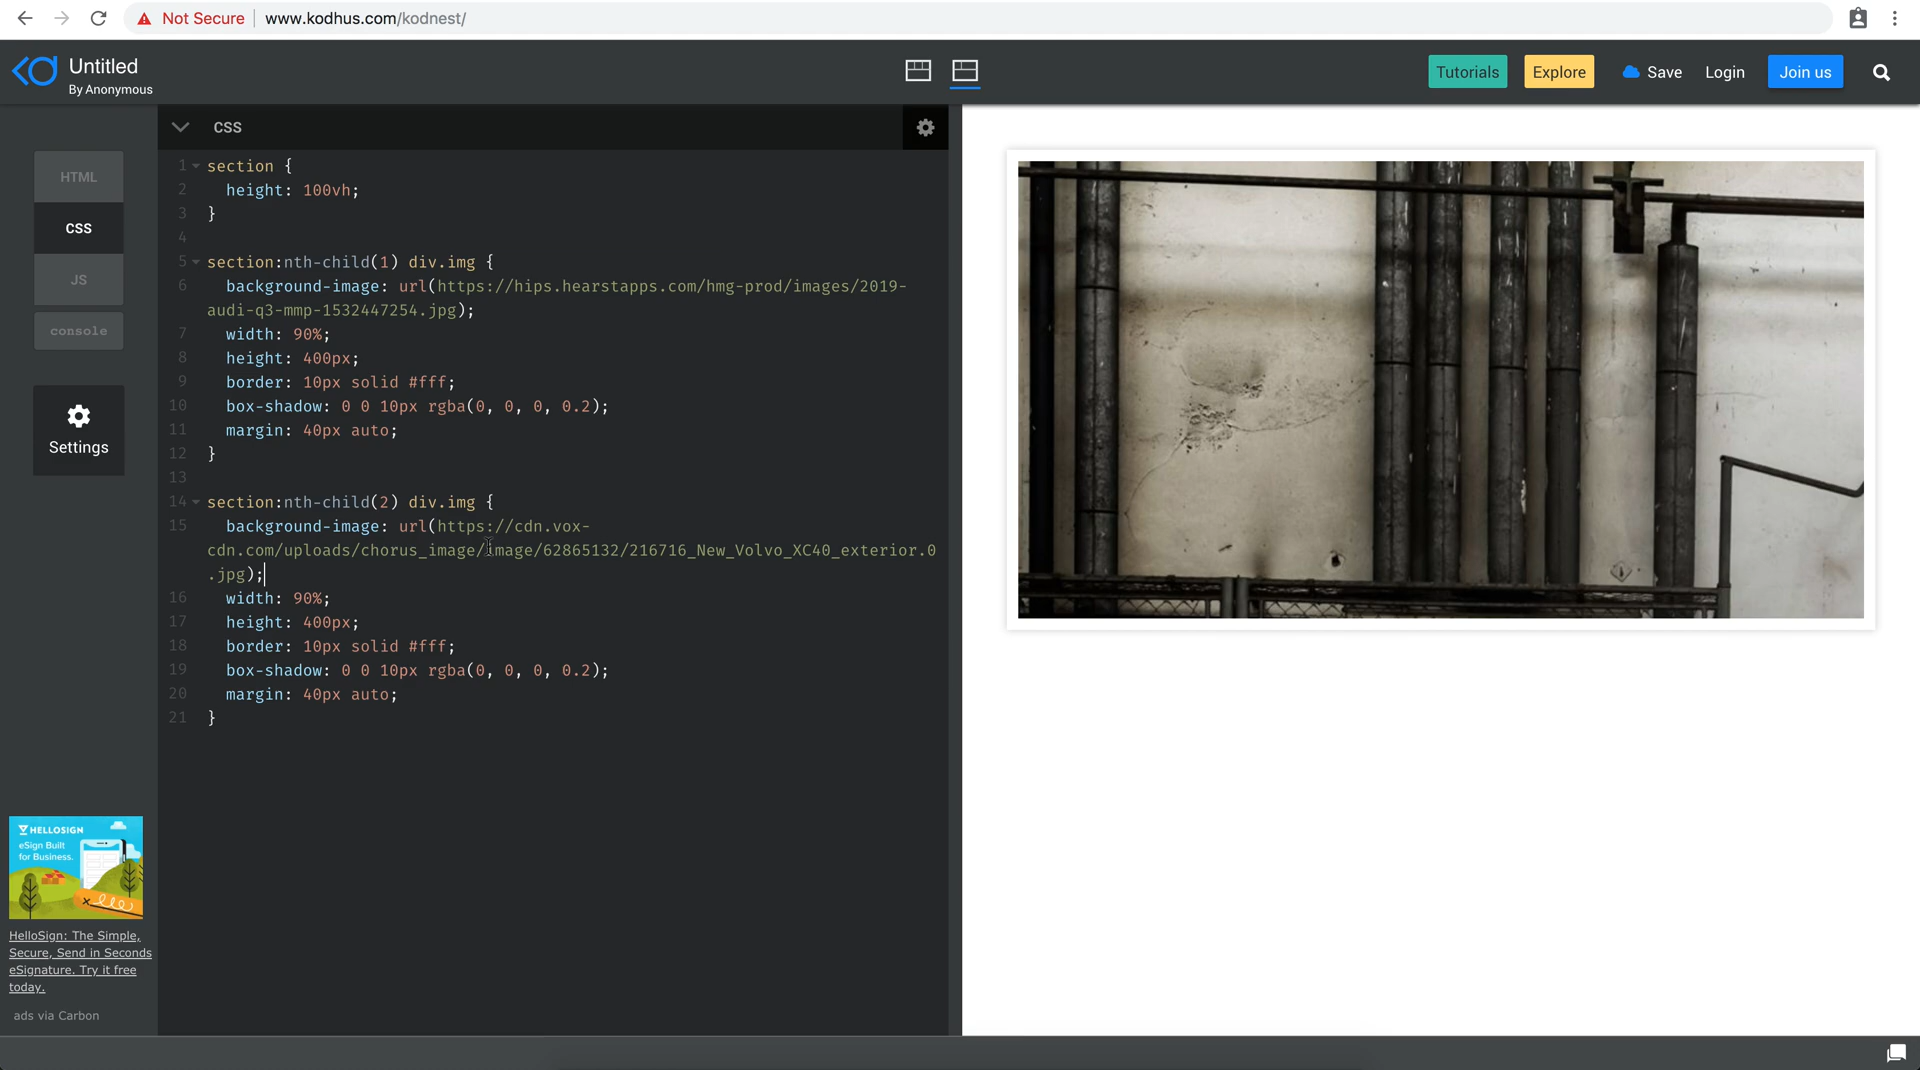 Not Secure www.kodhus.com/kodnest/
Untitled
By Anonymous
Tutorials
Explore
Save
Login
Join us
HTML
CSS
JS
console
Settings
CSS
1 section {
2 height: 100vh;
3 }
4
5 section:nth-child(1) div.img {
6 background-image: url(https://hips.hearstapps.com/hmg-prod/images/2019-
audi-q3-mmp-1532447254.jpg);
7 width: 90%;
8 height: 400px;
9 border: 10px solid #fff;
10 box-shadow: 0 0 10px rgba(0, 0, 0, 0.2);
11 margin: 40px auto;
12 }
13
14 section:nth-child(2) div.img {
15 background-image: url(https://cdn.vox-
cdn.com/uploads/chorus_image/image/62865132/216716_New_Volvo_XC40_exterior.0
.jpg);
16 width: 90%;
17 height: 400px;
18 border: 10px solid #fff;
19 box-shadow: 0 0 10px rgba(0, 0, 0, 0.2);
20 margin: 40px auto;
21 }
HELLOSIGN
eSign Built
for Business.
HelloSign: The Simple,
Secure, Send in Seconds
eSignature. Try it free
today.
ads via Carbon